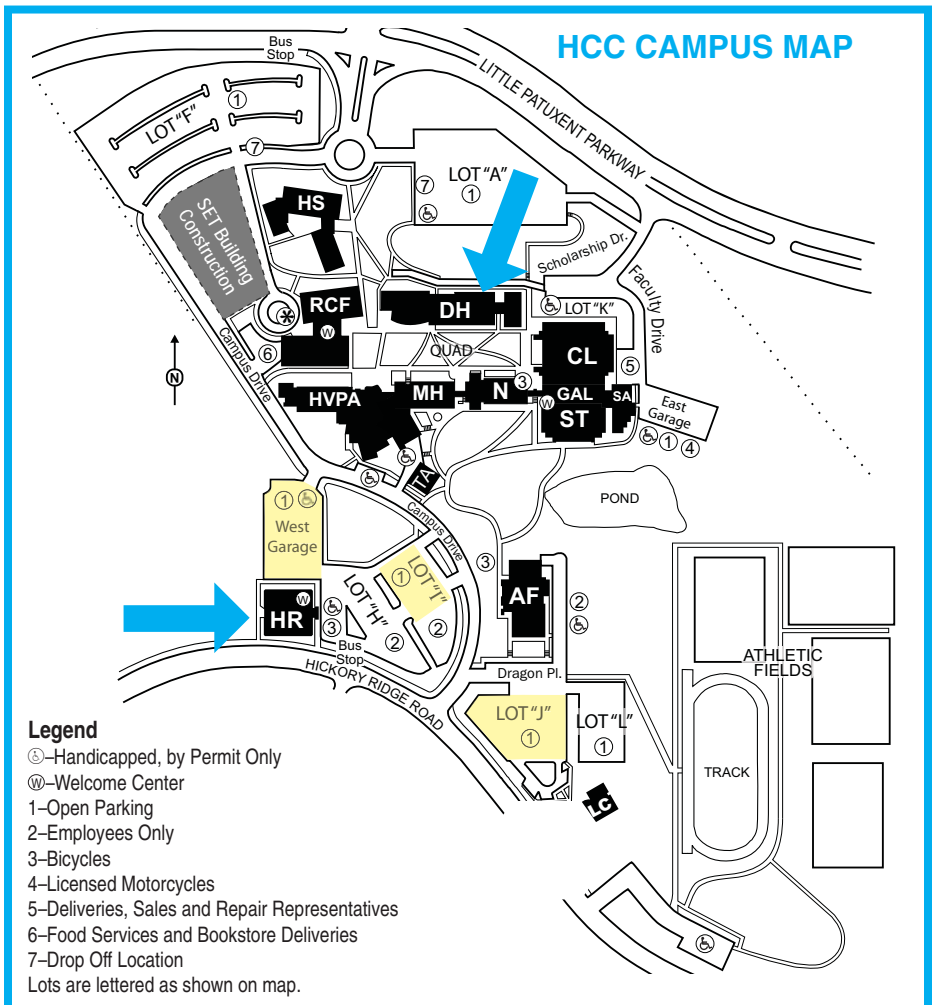 HCC CAMPUS MAP
Bus
Stop
LITTLE PATUXENT PARKWAY
LOT "F"
1
7
LOT "A"
1
7
HS
SET Building
Construction
Scholarship Dr.
Faculty Drive
RCF
W
DH
LOT "K"
6
QUAD
CL
5
N
Campus Drive
HVPA
MH
N
3
W
GAL
SA
ST
East
Garage
1
4
TA
POND
1
West
Garage
Campus Drive
LOT "I"
1
3
AF
2
LOT "H"
HR
W
3
2
2
Bus
Stop
HICKORY RIDGE ROAD
Dragon Pl.
ATHLETIC
FIELDS
LOT "J"
1
LOT "L"
1
TRACK
LC
Legend
♿–Handicapped, by Permit Only
Ⓦ–Welcome Center
1–Open Parking
2–Employees Only
3–Bicycles
4–Licensed Motorcycles
5–Deliveries, Sales and Repair Representatives
6–Food Services and Bookstore Deliveries
7–Drop Off Location
Lots are lettered as shown on map.